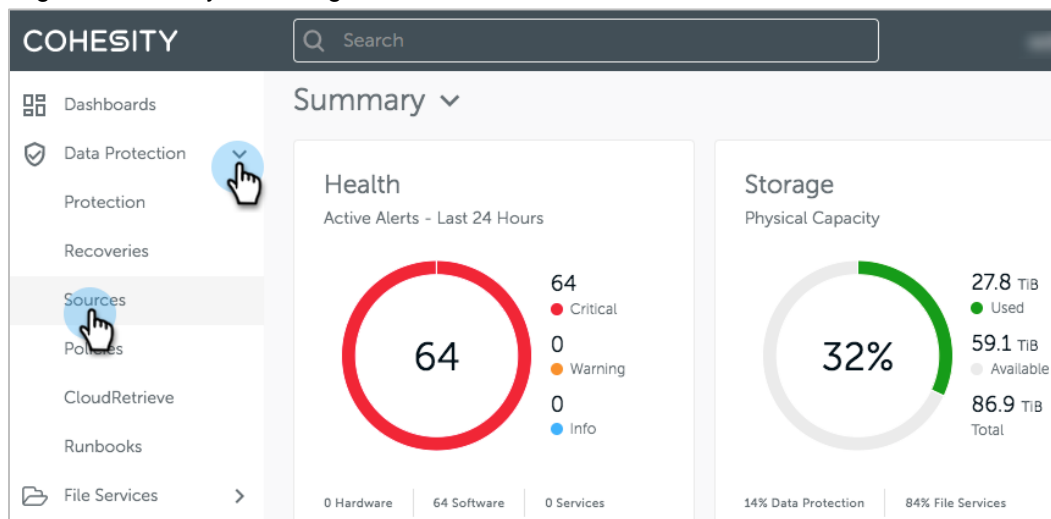 COHESITY
Search
Dashboards
Data Protection
Protection
Recoveries
Sources
Policies
CloudRetrieve
Runbooks
File Services
Summary
Health
Active Alerts - Last 24 Hours
64
64
Critical
0
Warning
0
Info
0 Hardware
64 Software
0 Services
Storage
Physical Capacity
32%
27.8 TiB
Used
59.1 TiB
Available
86.9 TiB
Total
14% Data Protection
84% File Services